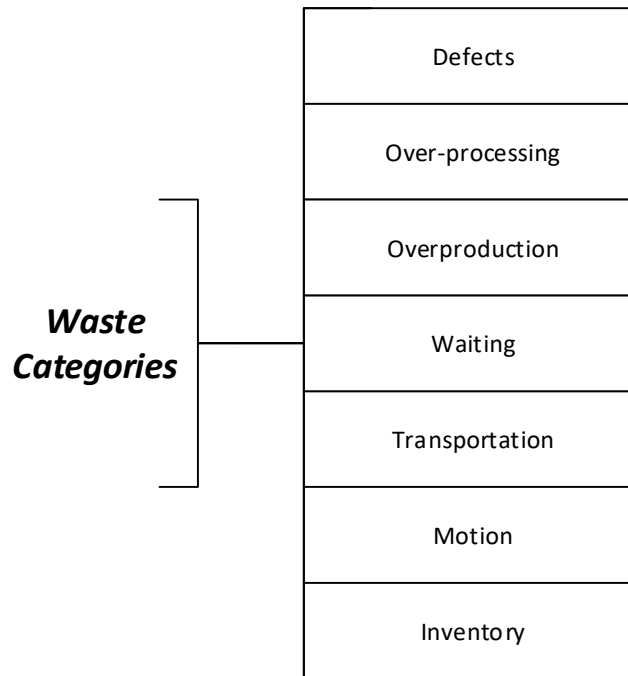 Defects
Over-processing
Overproduction
Waste
Categories
Waiting
Transportation
Motion
Inventory